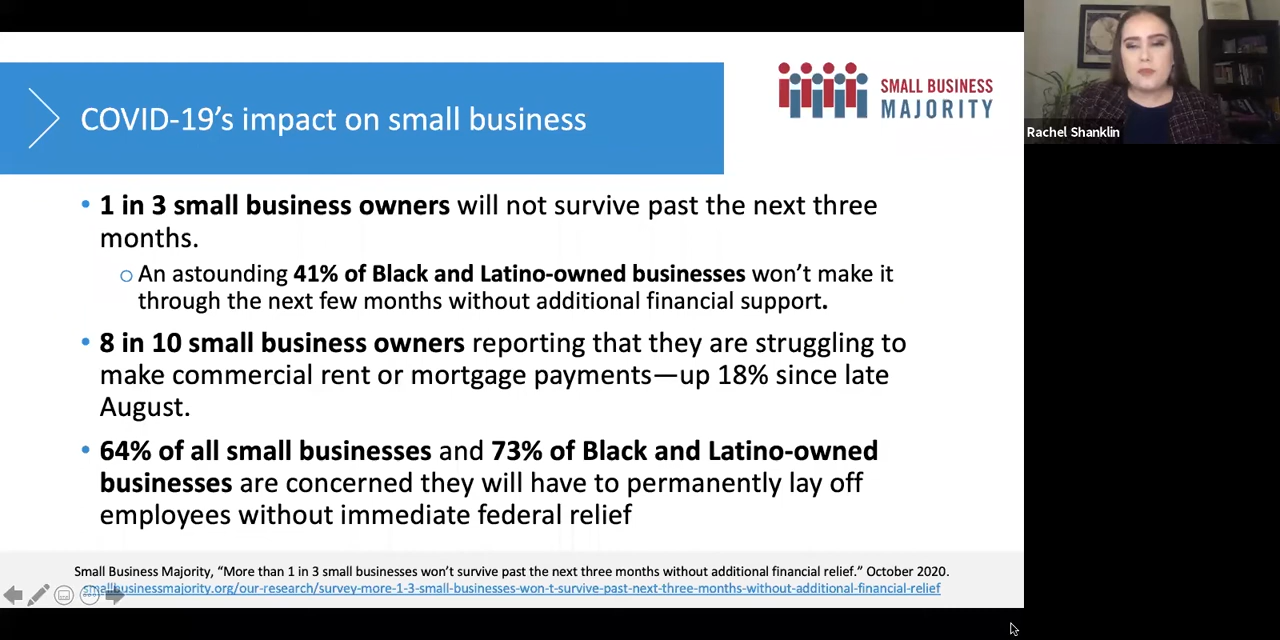 COVID-19's impact on small business
SMALL BUSINESS
MAJORITY
Rachel Shanklin
• 1 in 3 small business owners will not survive past the next three
months.
o An astounding 41% of Black and Latino-owned businesses won't make it
through the next few months without additional financial support.
• 8 in 10 small business owners reporting that they are struggling to
make commercial rent or mortgage payments—up 18% since late
August.
• 64% of all small businesses and 73% of Black and Latino-owned
businesses are concerned they will have to permanently lay off
employees without immediate federal relief
Small Business Majority, “More than 1 in 3 small businesses won't survive past the next three months without additional financial relief.” October 2020.
smallbusinessmajority.org/our-research/survey-more-1-3-small-businesses-won-t-survive-past-next-three-months-without-additional-financial-relief